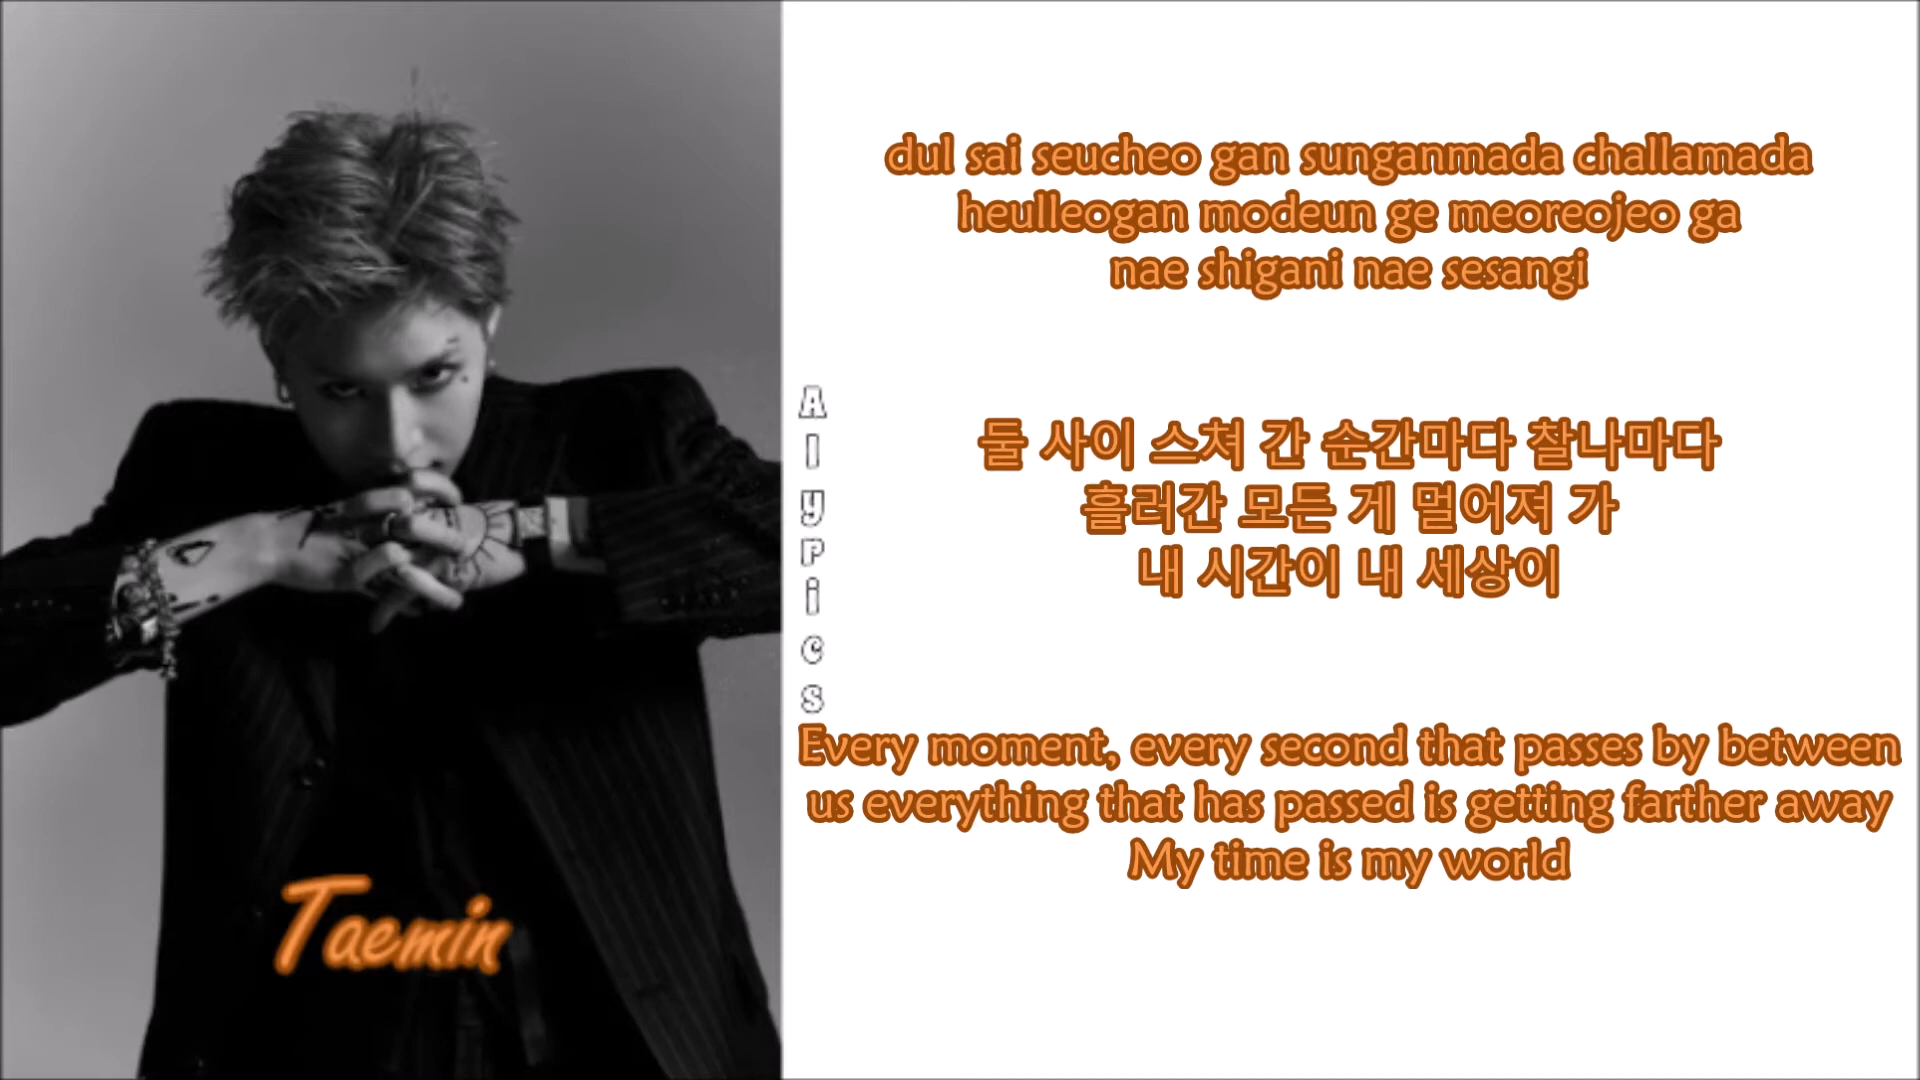 dul sai seucheo gan sunganmada challamada
heulleogan modeun ge meoreojeo ga
nae shigani nae sesangi
AlyPics
둘 사이 스쳐 간 순간마다 찰나마다
흘러간 모든 게 멀어져 가
내 시간이 내 세상이
Every moment, every second that passes by between
us everything that has passed is getting farther away
My time is my world
Taemin